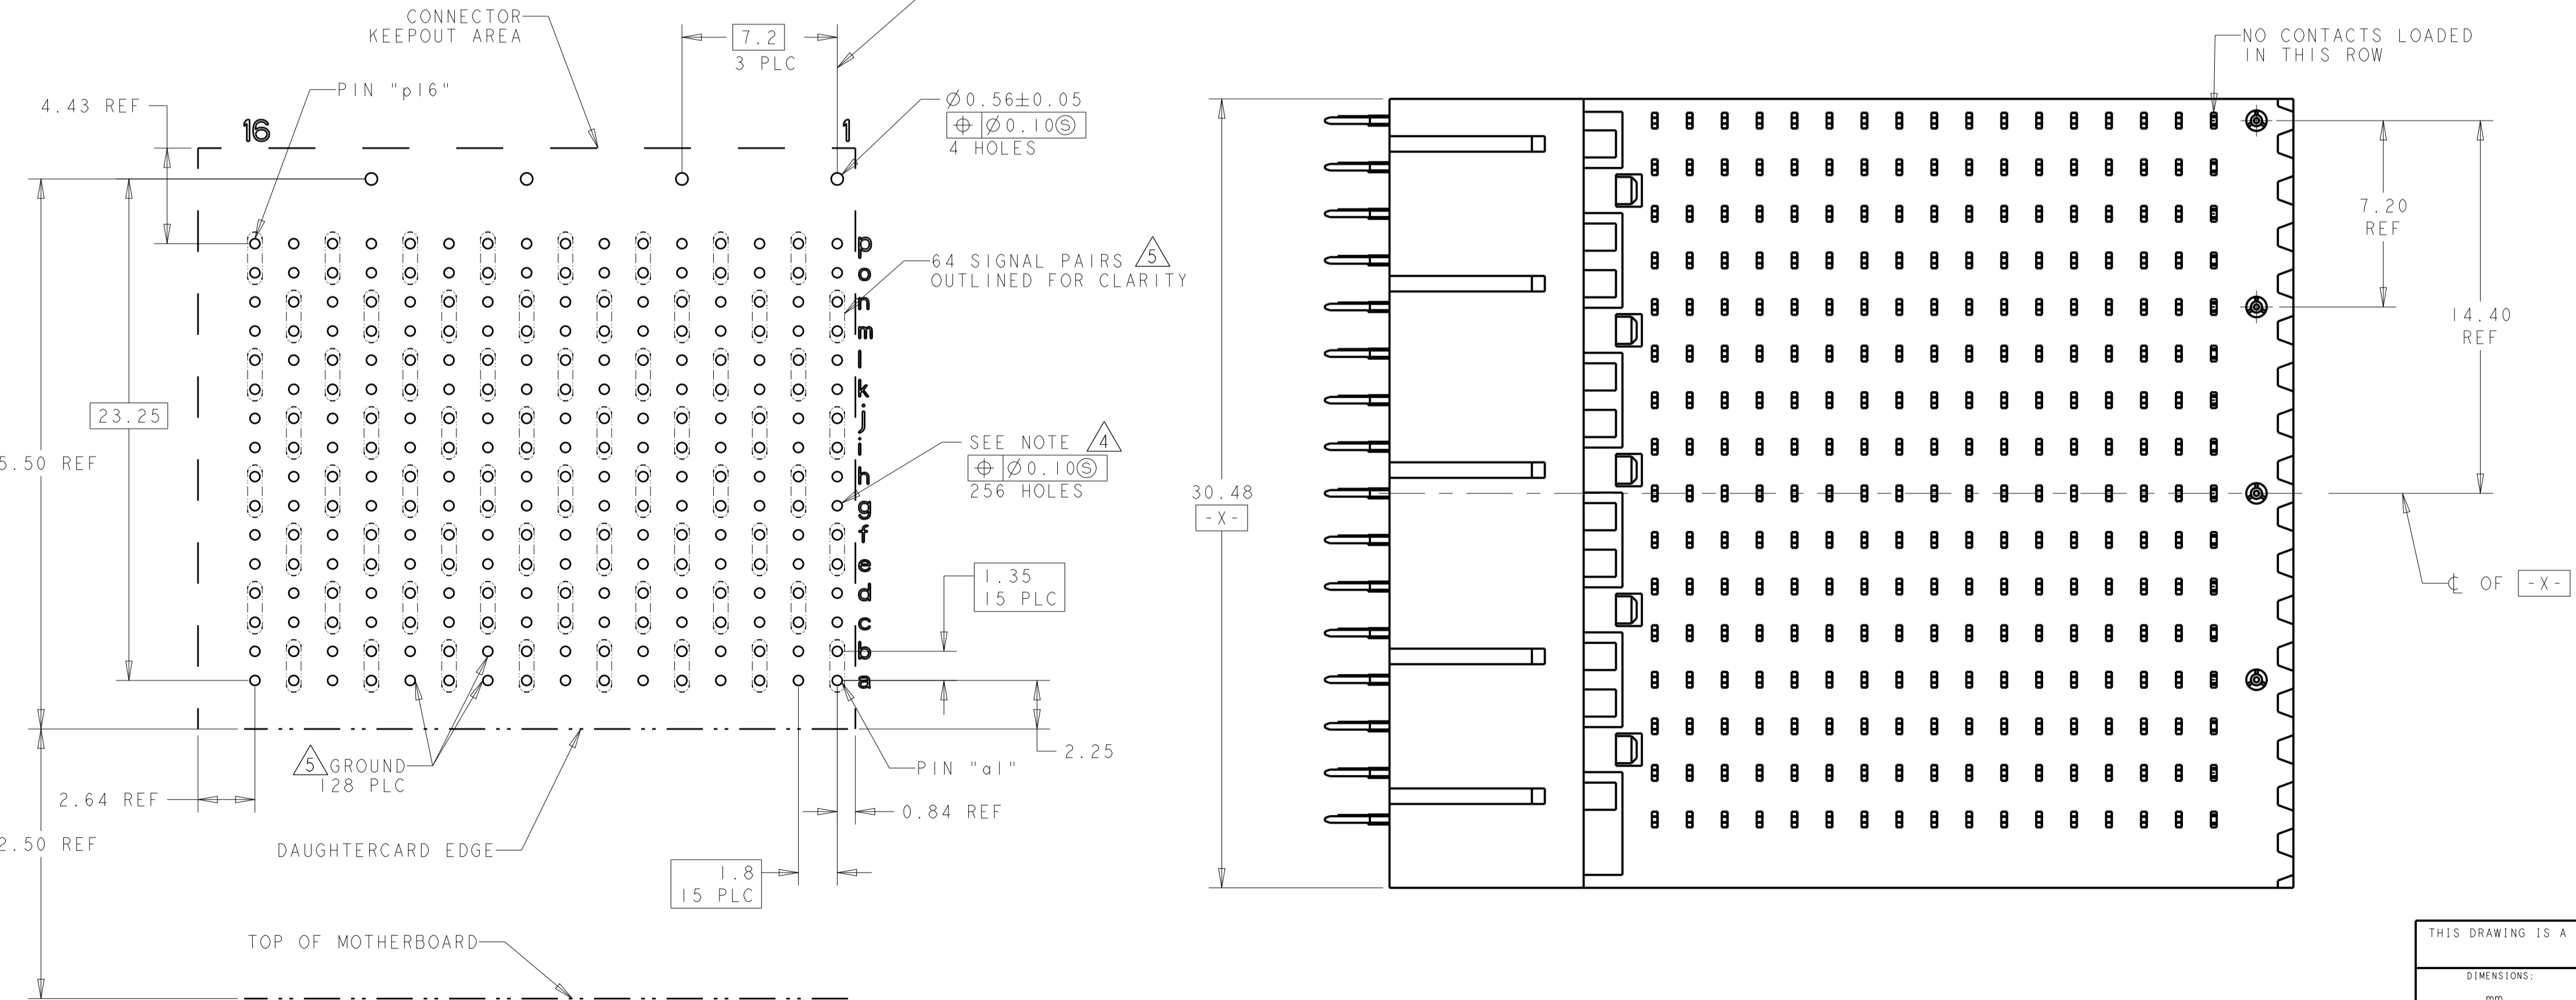 CONNECTOR
KEEPOUT AREA
7.2
3 PLC
PIN "p16"
4.43 REF
16
1
Ø0.56±0.05
⌖ Ø0.10Ⓢ
4 HOLES
p
o
n
m
l
k
j
i
h
g
f
e
d
c
b
a
64 SIGNAL PAIRS 5
OUTLINED FOR CLARITY
23.25
5.50 REF
SEE NOTE 4
⌖ Ø0.10Ⓢ
256 HOLES
1.35
15 PLC
2.25
5 GROUND
128 PLC
PIN "a1"
2.64 REF
0.84 REF
2.50 REF
DAUGHTERCARD EDGE
1.8
15 PLC
TOP OF MOTHERBOARD
NO CONTACTS LOADED
IN THIS ROW
7.20
REF
14.40
REF
30.48
-X-
℄ OF -X-
THIS DRAWING IS A
DIMENSIONS:
mm